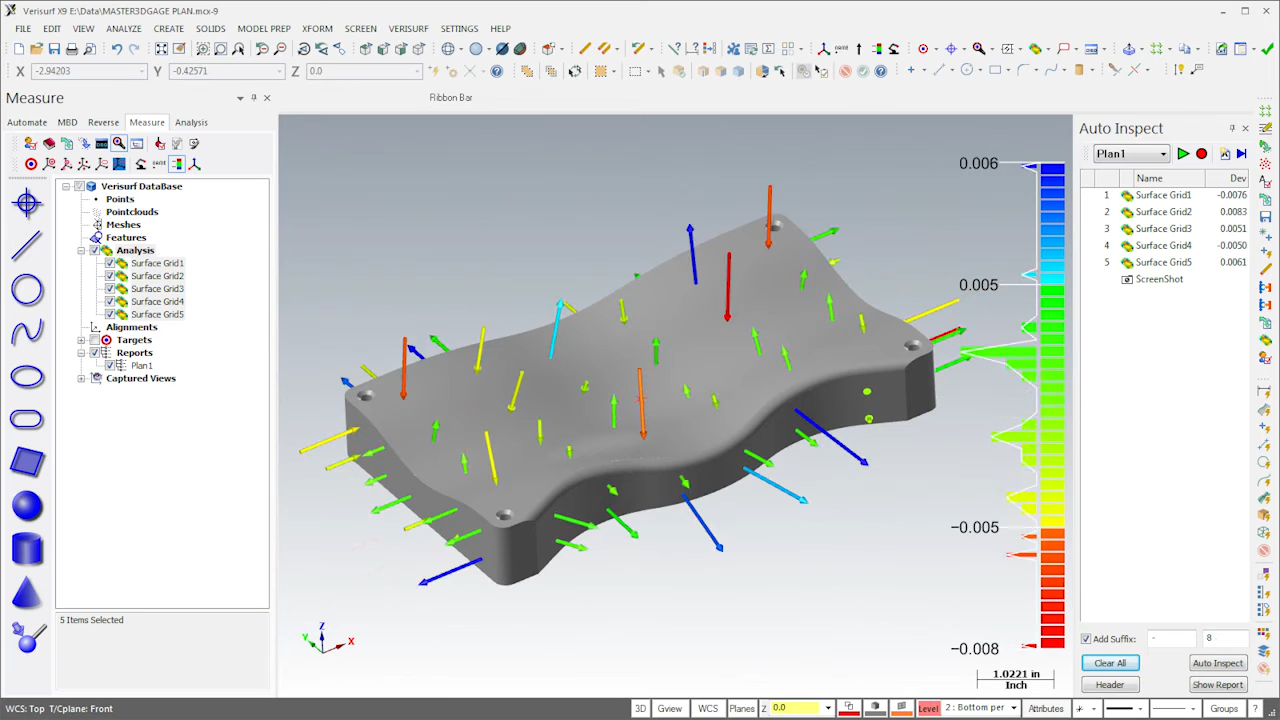 Verisurf X9 E:\Data\MASTER3DGAGE PLAN.mcx-9
FILE EDIT VIEW ANALYZE CREATE SOLIDS MODEL PREP XFORM SCREEN VERISURF SETTINGS HELP
X -2.94203 Y -0.42571 Z 0.0
Measure
Ribbon Bar
Automate MBD Reverse Measure Analysis
Verisurf DataBase
Points
Pointclouds
Meshes
Features
Analysis
Surface Grid1
Surface Grid2
Surface Grid3
Surface Grid4
Surface Grid5
Alignments
Targets
Reports
Plan1
Captured Views
5 Items Selected
0.006
0.005
-0.005
-0.008
Z
Y
X
1.0221 in
Inch
Auto Inspect
Plan1
Name Dev
1 Surface Grid1 -0.0076
2 Surface Grid2 0.0083
3 Surface Grid3 0.0051
4 Surface Grid4 -0.0050
5 Surface Grid5 0.0061
ScreenShot
Add Suffix: - 8
Clear All Auto Inspect
Header Show Report
WCS: Top T/Cplane: Front
3D Gview WCS Planes Z 0.0 Level 2 : Bottom per Attributes Groups ?